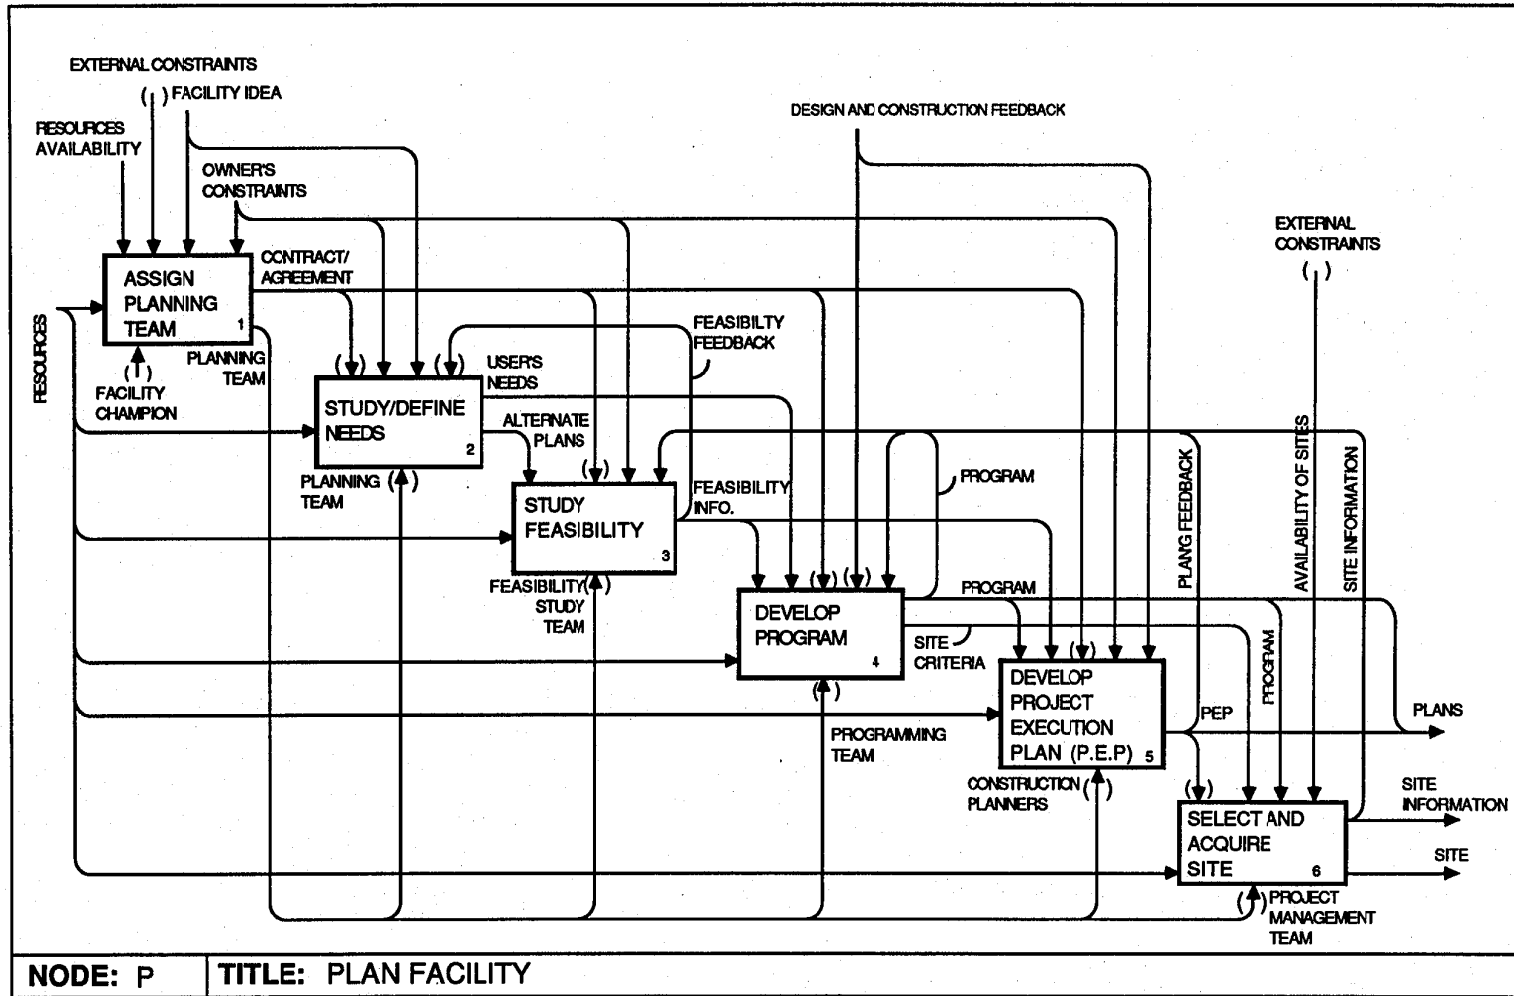 EXTERNAL CONSTRAINTS
( ) FACILITY IDEA
RESOURCES
AVAILABILITY
OWNER'S
CONSTRAINTS
DESIGN AND CONSTRUCTION FEEDBACK
EXTERNAL
CONSTRAINTS
( )
CONTRACT/
AGREEMENT
ASSIGN
PLANNING
TEAM
1
RESOURCES
PLANNING
TEAM
( )
FACILITY
CHAMPION
FEASIBILTY
FEEDBACK
( )
( )
USER'S
NEEDS
STUDY/DEFINE
NEEDS
2
ALTERNATE
PLANS
PLANNING
TEAM
( )
( )
STUDY
FEASIBILITY
3
FEASIBILITY
INFO.
FEASIBILITY
STUDY
TEAM
( )
PROGRAM
( )
( )
DEVELOP
PROGRAM
4
PROGRAM
SITE
CRITERIA
( )
PROGRAMMING
TEAM
( )
DEVELOP
PROJECT
EXECUTION
PLAN (P.E.P)
5
CONSTRUCTION
PLANNERS
( )
PLAN'G FEEDBACK
AVAILABILITY OF SITES
SITE INFORMATION
PROGRAM
PEP
PLANS
( )
SELECT AND
ACQUIRE
SITE
6
SITE
INFORMATION
SITE
( )
PROJECT
MANAGEMENT
TEAM
NODE: P
TITLE: PLAN FACILITY